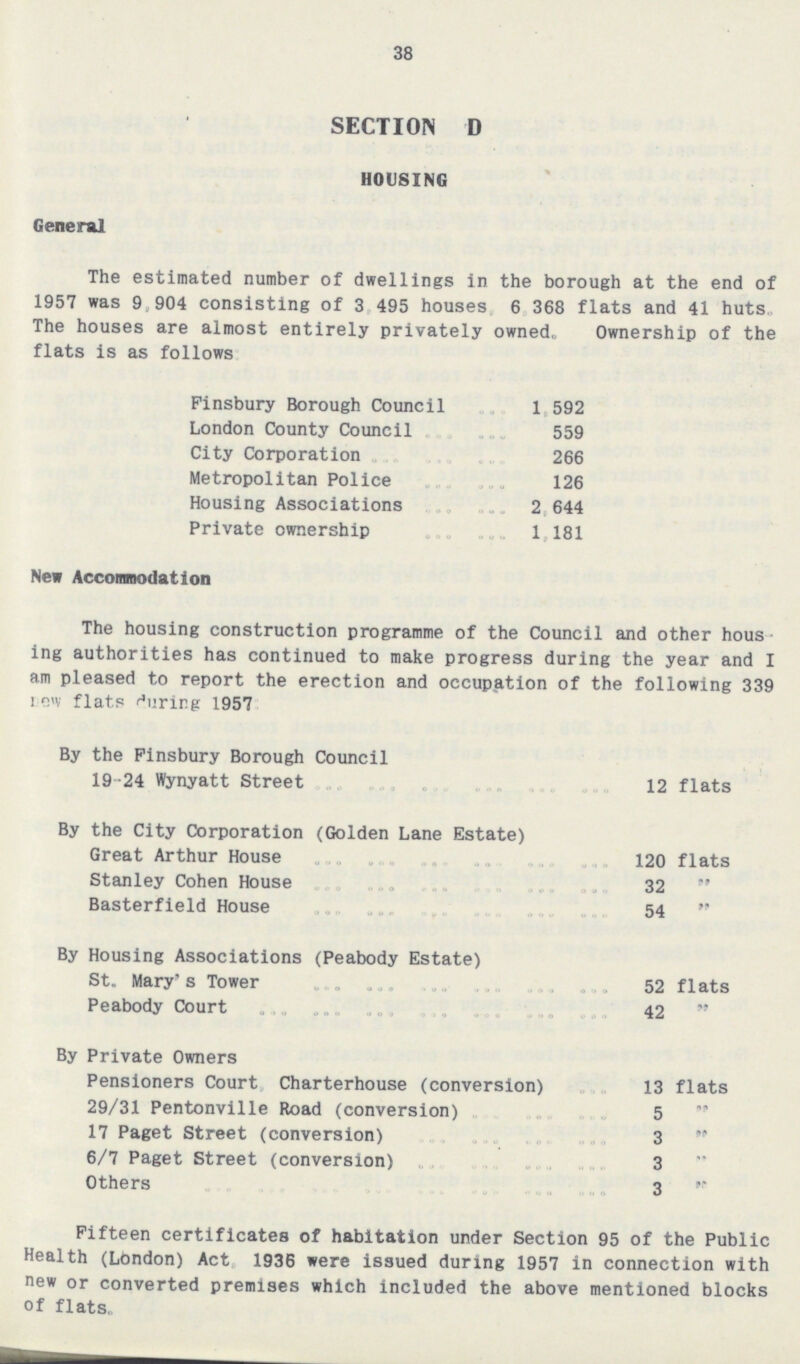 38
SECTION D
HOUSING
General
The estimated number of dwellings in the borough at the end of
1957 was 9,904 consisting of 3,495 houses, 6,368 flats and 41 huts.
The houses are almost entirely privately owned. Ownership of the
flats is as follows
Finsbury Borough Council ... 1,592
London County Council ... ... 559
City Corporation ... ... ... 266
Metropolitan Police ... ... 126
Housing Associations ... ... 2,644
Private ownership ... ... 1,181
New Accommodation
The housing construction programme of the Council and other hous-
ing authorities has continued to make progress during the year and I
am pleased to report the erection and occupation of the following 339
new flats during 1957:
By the Finsbury Borough Council
19-24 Wynyatt Street ... ... ... ... ... ... 12 flats
By the City Corporation (Golden Lane Estate)
Great Arthur House ... ... ... ... ... ... 120 flats
Stanley Cohen House ... ... ... ... ... ... 32 "
Basterfield House ... ... ... ... ... ... 54 "
By Housing Associations (Peabody Estate)
St. Mary's Tower ... ... ... ... ... ... 52 flats
Peabody Court ... ... ... ... ... ... ... 42 "
By Private Owners
Pensioners Court, Charterhouse (conversion) ... 13 flats
29/31 Pentonville Road (conversion) ... ... ... 5 "
17 Paget Street (conversion) ... ... ... ... 3 "
6/7 Paget Street (conversion) ... ... ... ... 3 "
Others ... ... ... ... ... ... ... ... 3 "
Fifteen certificates of habitation under Section 95 of the Public
Health (London) Act, 1936 were issued during 1957 in connection with
new or converted premises which included the above mentioned blocks
of flats.